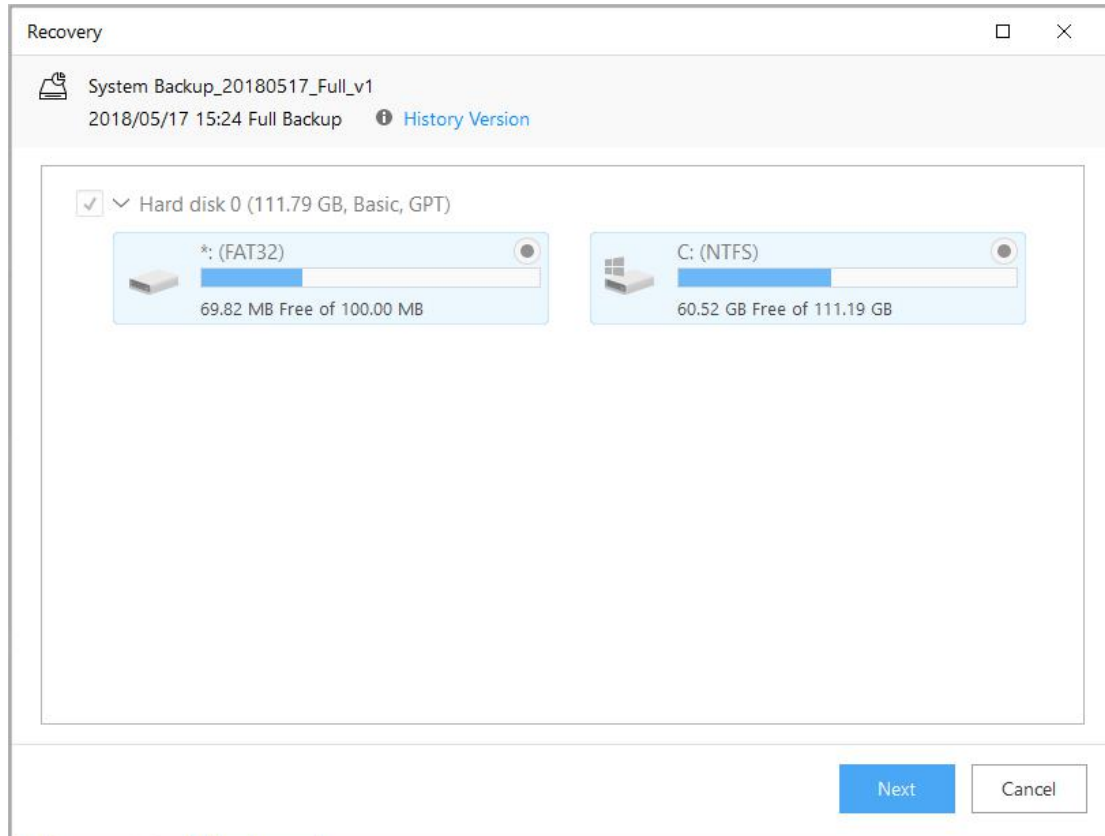 Recovery
System Backup_20180517_Full_v1
2018/05/17 15:24 Full Backup History Version
Hard disk 0 (111.79 GB, Basic, GPT)
*: (FAT32)
69.82 MB Free of 100.00 MB
C: (NTFS)
60.52 GB Free of 111.19 GB
Next
Cancel